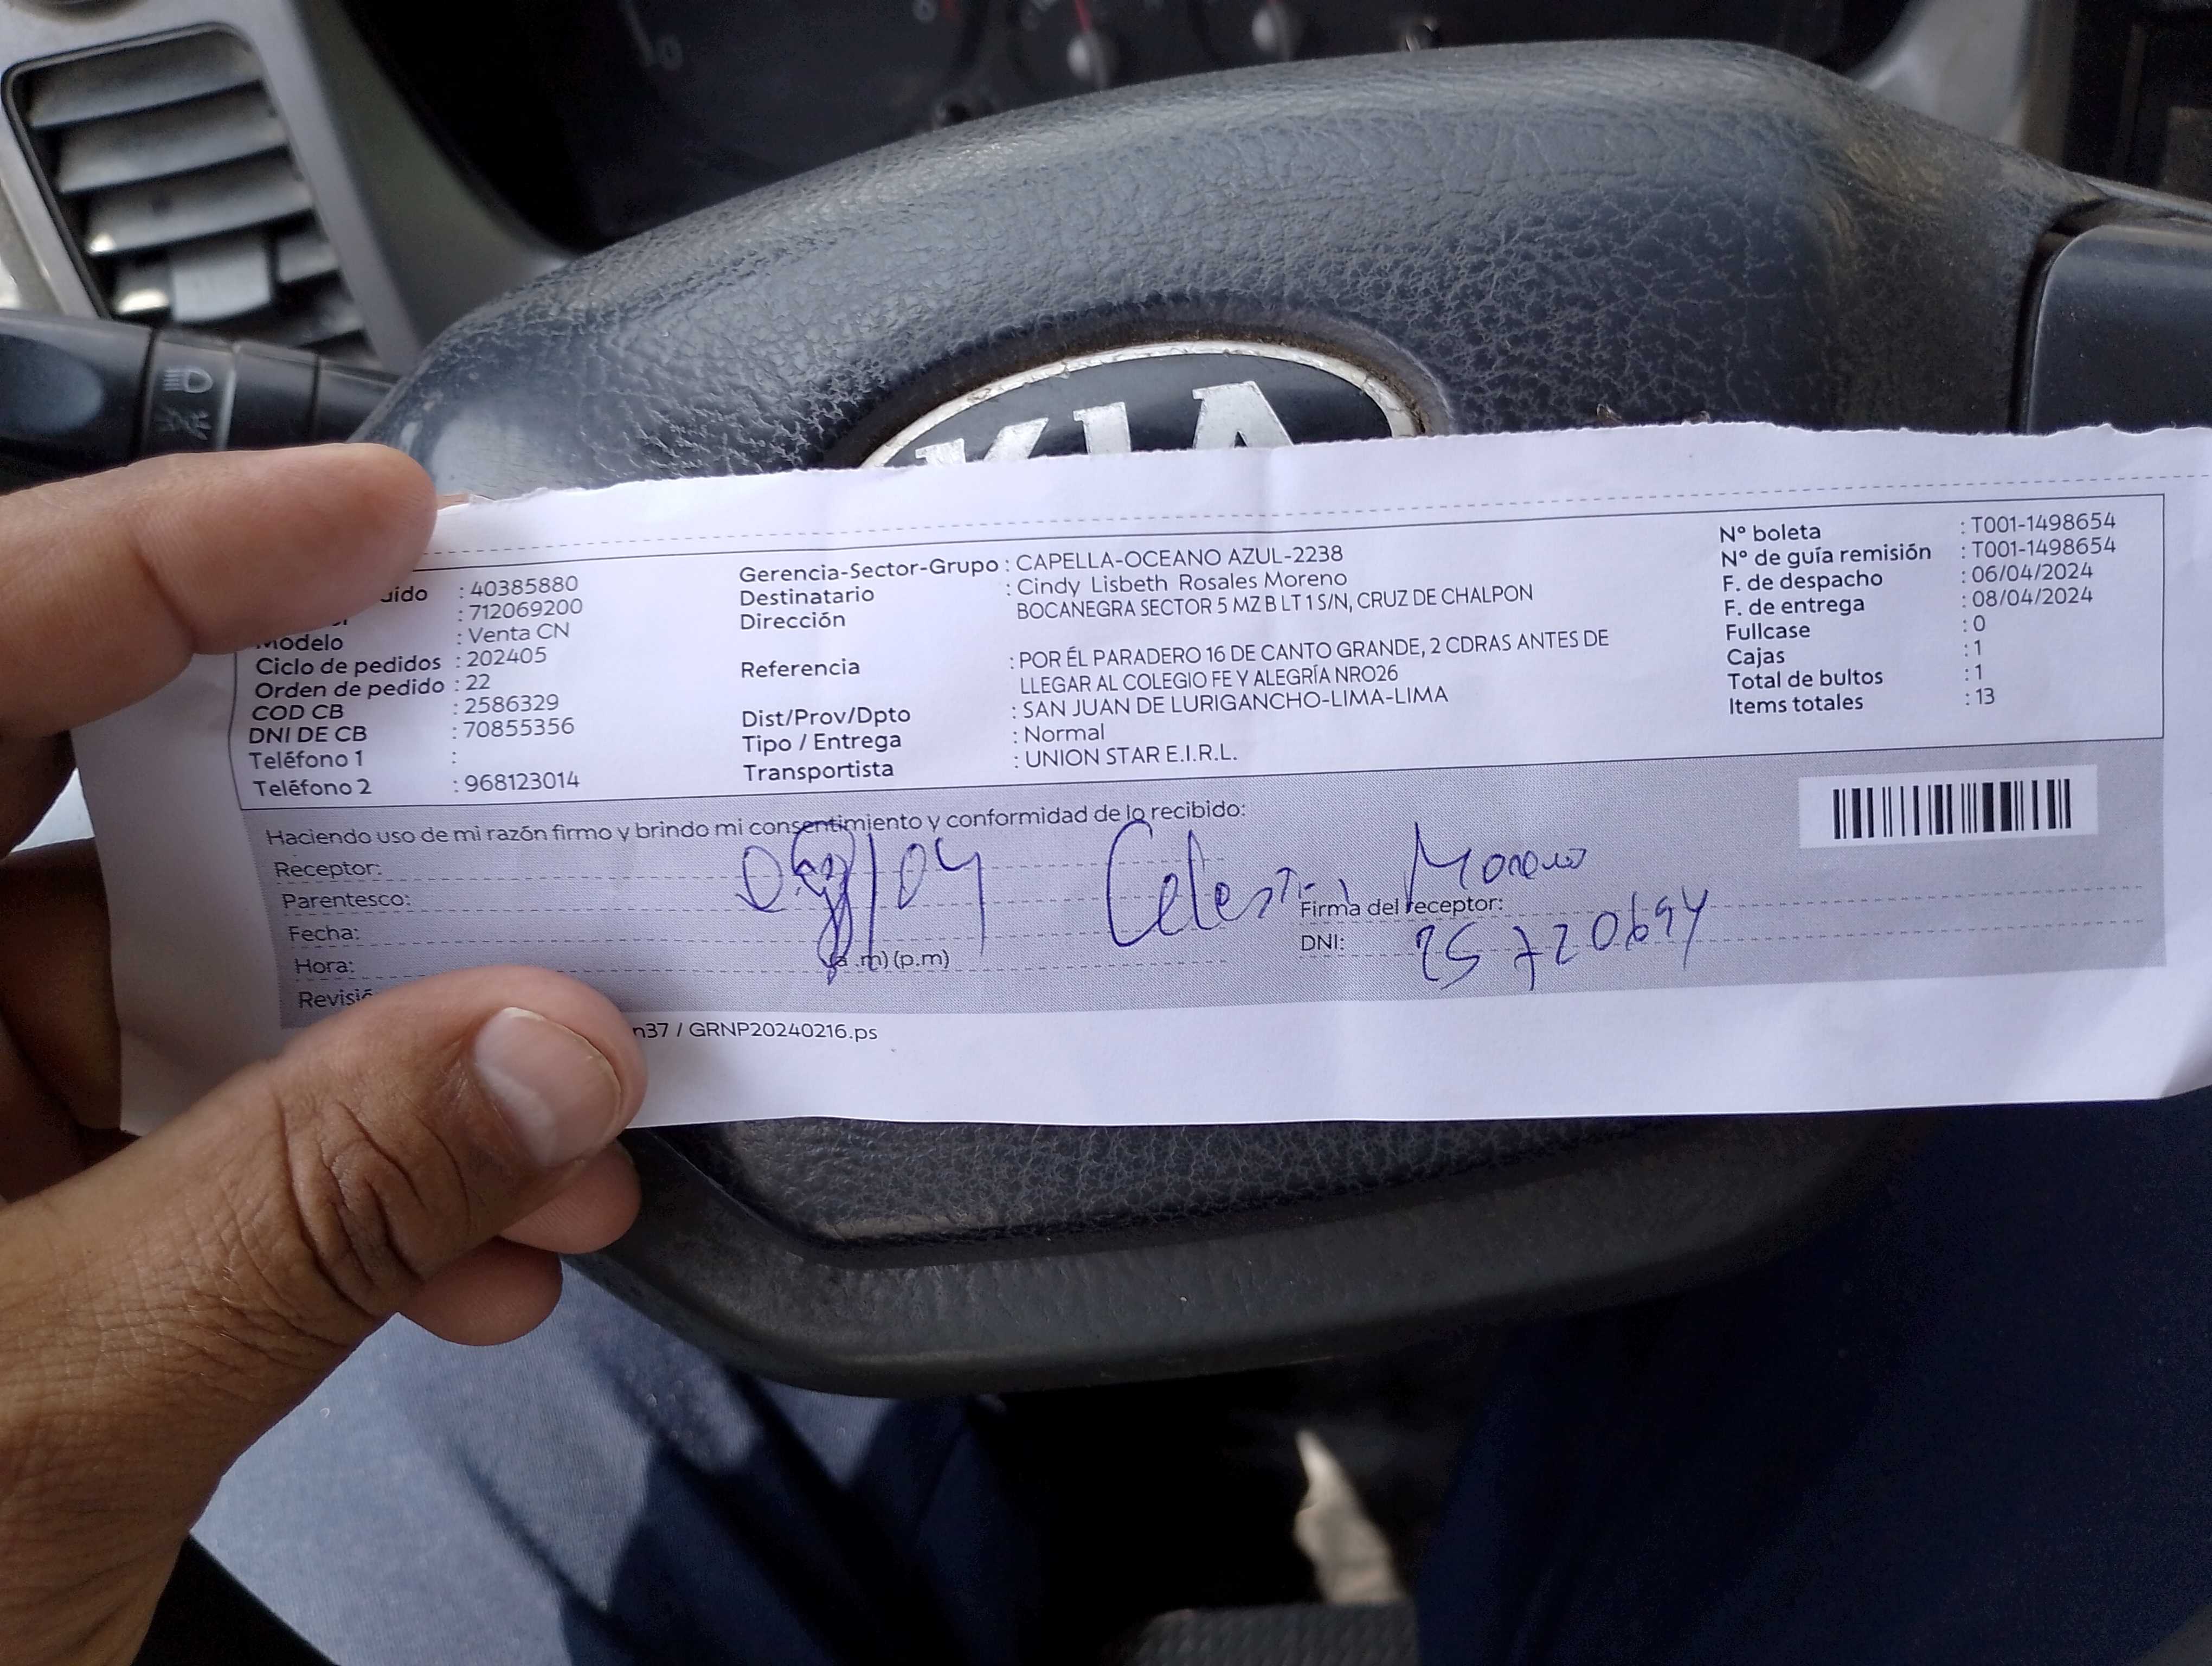 KIA
uido : 40385880
: 712069200
Modelo : Venta CN
Ciclo de pedidos : 202405
Orden de pedido : 22
COD CB : 2586329
DNI DE CB : 70855356
Teléfono 1 :
Teléfono 2 : 968123014
Gerencia-Sector-Grupo : CAPELLA-OCEANO AZUL-2238
Destinatario : Cindy Lisbeth Rosales Moreno
Dirección BOCANEGRA SECTOR 5 MZ B LT 1 S/N, CRUZ DE CHALPON
Referencia : POR ÉL PARADERO 16 DE CANTO GRANDE, 2 CDRAS ANTES DE
LLEGAR AL COLEGIO FE Y ALEGRÍA NRO26
Dist/Prov/Dpto : SAN JUAN DE LURIGANCHO-LIMA-LIMA
Tipo / Entrega : Normal
Transportista : UNION STAR E.I.R.L.
Nº boleta : T001-1498654
Nº de guía remisión : T001-1498654
F. de despacho : 06/04/2024
F. de entrega : 08/04/2024
Fullcase : 0
Cajas : 1
Total de bultos : 1
Items totales : 13
Haciendo uso de mi razón firmo y brindo mi consentimiento y conformidad de lo recibido:
Receptor:
Parentesco:
Fecha:
Hora: (a.m) (p.m)
Revisió
/04
Celestina Moreno
Firma del receptor:
DNI: 25720694
n37 / GRNP20240216.ps